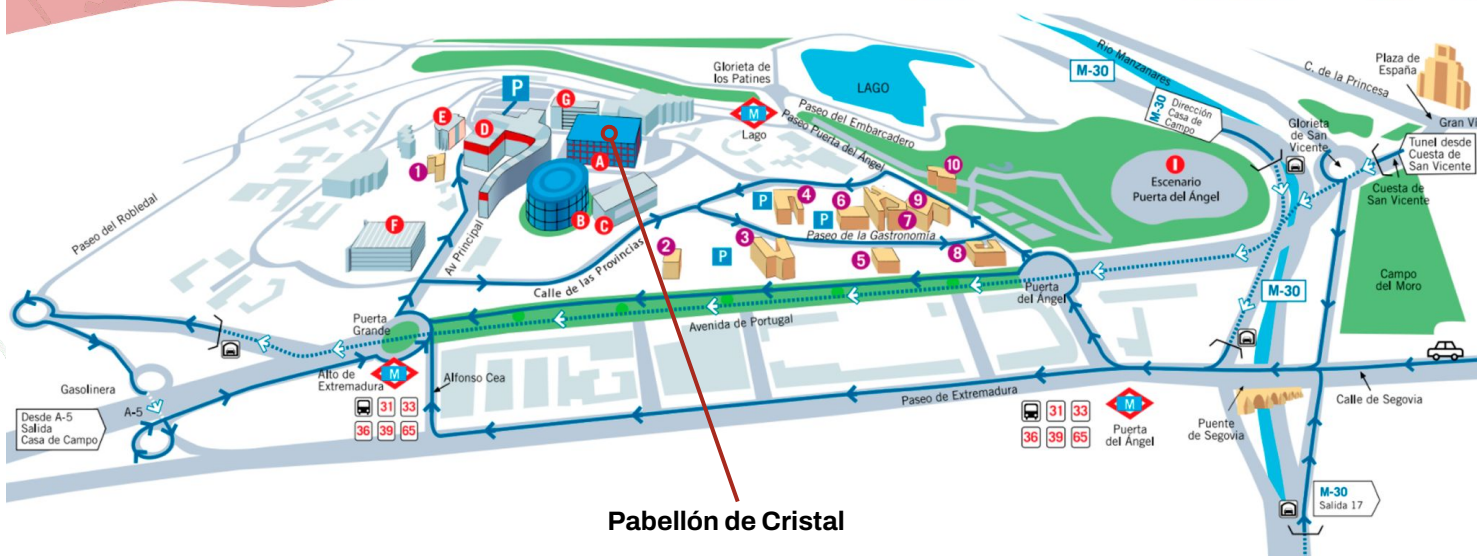 Glorieta de
los Patines
LAGO
Rio Manzanares
M-30
C. de la Princesa
Plaza de
España
Gran Ví
P
G
E
D
A
M
Lago
Paseo del Embarcadero
Paseo Puerta del Ángel
M-30 Dirección
Casa de
Campo
Glorieta
de San
Vicente
Tunel desde
Cuesta de
San Vicente
Cuesta de
San Vicente
1
10
I
Escenario
Puerta del Ángel
Paseo del Robledal
F
Av Principal
B
C
P
4
6
9
7
P
Paseo de la Gastronomía
2
P
3
5
8
Calle de las Provincias
Puerta
del Ángel
M-30
Campo
del Moro
Puerta
Grande
Avenida de Portugal
Gasolinera
Alto de
Extremadura
M
Alfonso Cea
Paseo de Extremadura
Calle de Segovia
Desde A-5
Salida
Casa de Campo
A-5
31 33
36 39 65
31 33
36 39 65
M
Puerta
del Ángel
Puente
de Segovia
M-30
Salida 17
Pabellón de Cristal